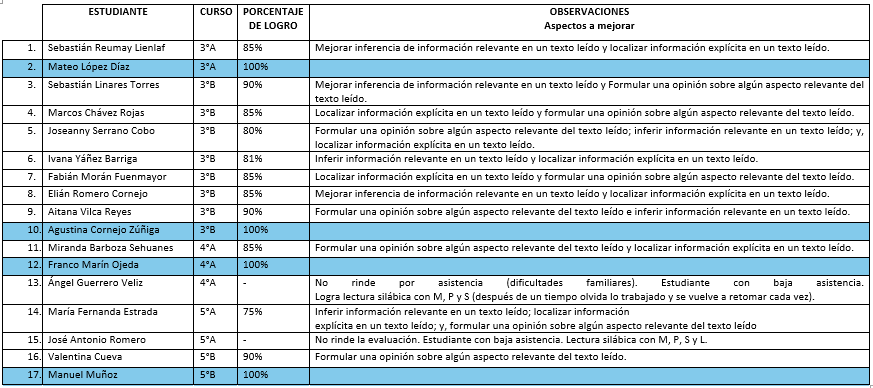 ESTUDIANTE CURSO PORCENTAJE DE LOGRO OBSERVACIONES
Aspectos a mejorar
1. Sebastián Reumay Lienlaf 3°A 85% Mejorar inferencia de información relevante en un texto leído y localizar información explícita en un texto leído.
2. Mateo López Díaz 3°A 100%
3. Sebastián Linares Torres 3°B 90% Mejorar inferencia de información relevante en un texto leído y Formular una opinión sobre algún aspecto relevante del
texto leído.
4. Marcos Chávez Rojas 3°B 85% Localizar información explícita en un texto leído y formular una opinión sobre algún aspecto relevante del texto leído.
5. Joseanny Serrano Cobo 3°B 80% Formular una opinión sobre algún aspecto relevante del texto leído; inferir información relevante en un texto leído; y,
localizar información explícita en un texto leído.
6. Ivana Yáñez Barriga 3°B 81% Inferir información relevante en un texto leído y localizar información explícita en un texto leído.
7. Fabián Morán Fuenmayor 3°B 85% Localizar información explícita en un texto leído y formular una opinión sobre algún aspecto relevante del texto leído.
8. Elián Romero Cornejo 3°B 85% Mejorar inferencia de información relevante en un texto leído y localizar información explícita en un texto leído.
9. Aitana Vilca Reyes 3°B 90% Formular una opinión sobre algún aspecto relevante del texto leído e inferir información relevante en un texto leído.
10. Agustina Cornejo Zúñiga 3°B 100%
11. Miranda Barboza Sehuanes 4°A 85% Formular una opinión sobre algún aspecto relevante del texto leído y localizar información explícita en un texto leído.
12. Franco Marín Ojeda 4°A 100%
13. Ángel Guerrero Veliz 4°A - No rinde por asistencia (dificultades familiares). Estudiante con baja asistencia.
Logra lectura silábica con M, P y S (después de un tiempo olvida lo trabajado y se vuelve a retomar cada vez).
14. María Fernanda Estrada 5°A 75% Inferir información relevante en un texto leído; localizar información
explícita en un texto leído; y, formular una opinión sobre algún aspecto relevante del texto leído
15. José Antonio Romero 5°A - No rinde la evaluación. Estudiante con baja asistencia. Lectura silábica con M, P, S y L.
16. Valentina Cueva 5°B 90% Formular una opinión sobre algún aspecto relevante del texto leído.
17. Manuel Muñoz 5°B 100%